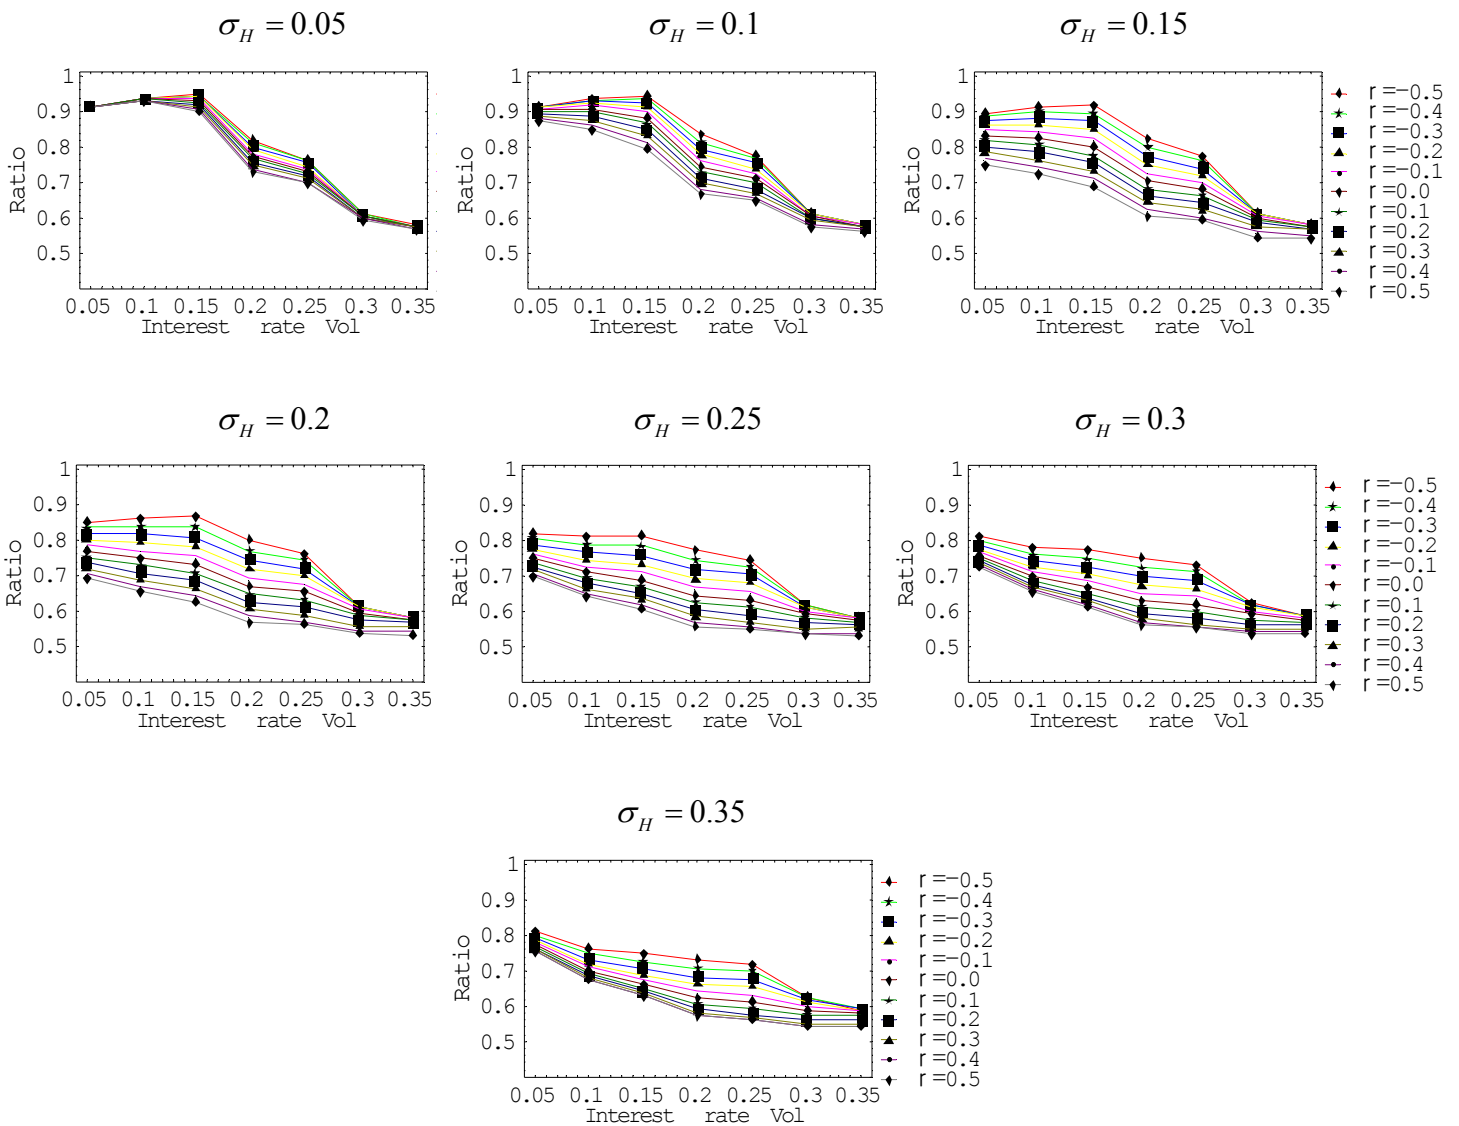 σ_H = 0.05
σ_H = 0.1
σ_H = 0.15
1
0.9
0.8
0.7
0.6
0.5
Ratio
0.05 0.1 0.15 0.2 0.25 0.3 0.35
Interest rate Vol
1
0.9
0.8
0.7
0.6
0.5
Ratio
0.05 0.1 0.15 0.2 0.25 0.3 0.35
Interest rate Vol
1
0.9
0.8
0.7
0.6
0.5
Ratio
0.05 0.1 0.15 0.2 0.25 0.3 0.35
Interest rate Vol
r=-0.5
r=-0.4
r=-0.3
r=-0.2
r=-0.1
r=0.0
r=0.1
r=0.2
r=0.3
r=0.4
r=0.5
σ_H = 0.2
σ_H = 0.25
σ_H = 0.3
1
0.9
0.8
0.7
0.6
0.5
Ratio
0.05 0.1 0.15 0.2 0.25 0.3 0.35
Interest rate Vol
1
0.9
0.8
0.7
0.6
0.5
Ratio
0.05 0.1 0.15 0.2 0.25 0.3 0.35
Interest rate Vol
1
0.9
0.8
0.7
0.6
0.5
Ratio
0.05 0.1 0.15 0.2 0.25 0.3 0.35
Interest rate Vol
r=-0.5
r=-0.4
r=-0.3
r=-0.2
r=-0.1
r=0.0
r=0.1
r=0.2
r=0.3
r=0.4
r=0.5
σ_H = 0.35
1
0.9
0.8
0.7
0.6
0.5
Ratio
0.05 0.1 0.15 0.2 0.25 0.3 0.35
Interest rate Vol
r=-0.5
r=-0.4
r=-0.3
r=-0.2
r=-0.1
r=0.0
r=0.1
r=0.2
r=0.3
r=0.4
r=0.5